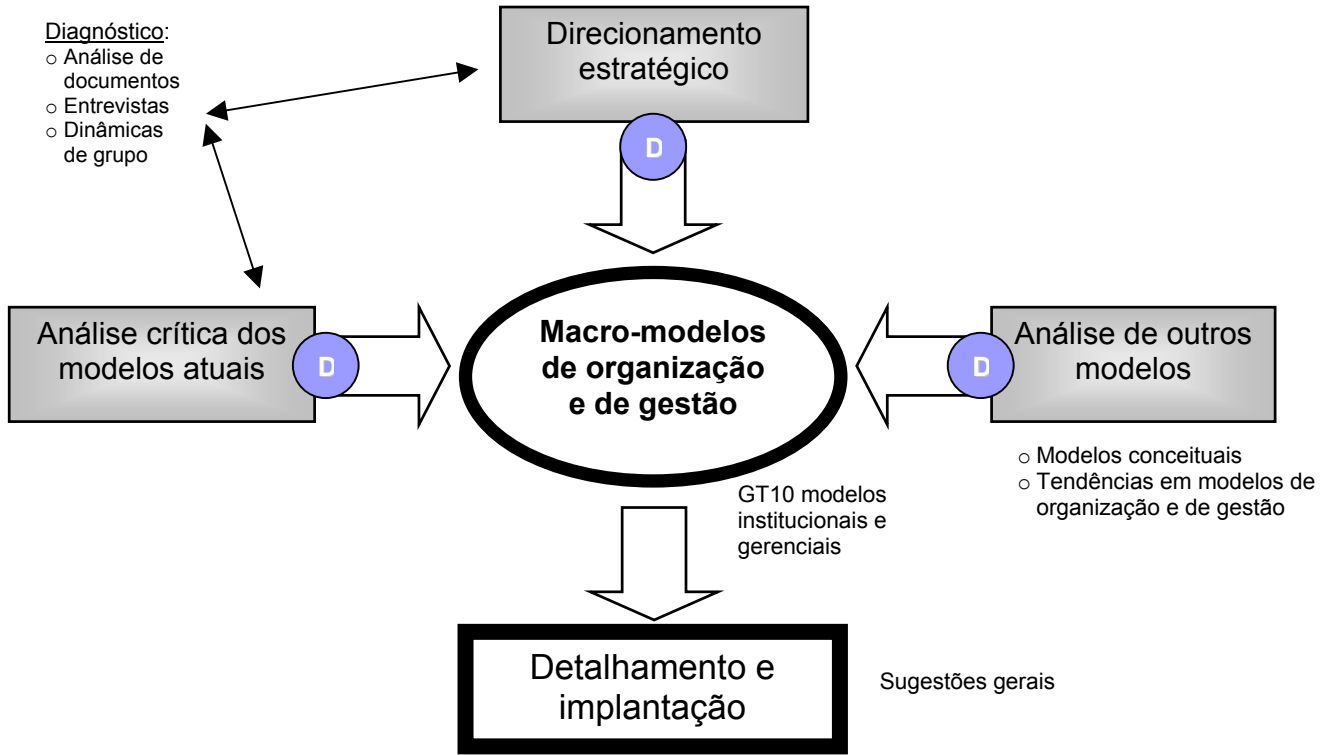 Diagnóstico:
○ Análise de
documentos
○ Entrevistas
○ Dinâmicas
de grupo
Direcionamento
estratégico
D
Análise crítica dos
modelos atuais
D
Macro-modelos
de organização
e de gestão
D
Análise de outros
modelos
○ Modelos conceituais
○ Tendências em modelos de
organização e de gestão
GT10 modelos
institucionais e
gerenciais
Detalhamento e
implantação
Sugestões gerais